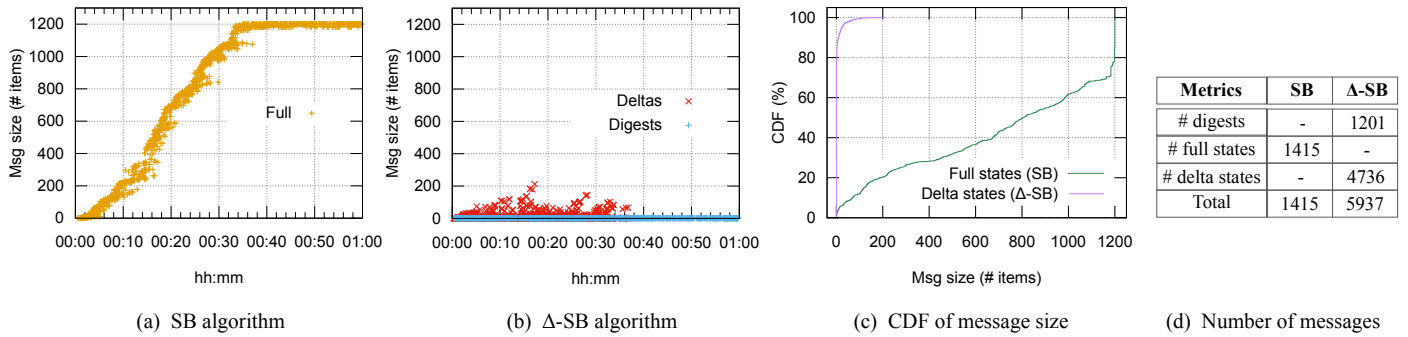 Msg size (# items)
1200
1000
800
600
400
200
0
Full
00:00 00:10 00:20 00:30 00:40 00:50 01:00
hh:mm
(a) SB algorithm
Msg size (# items)
1200
1000
800
600
400
200
0
Deltas
Digests
00:00 00:10 00:20 00:30 00:40 00:50 01:00
hh:mm
(b) Δ-SB algorithm
CDF (%)
100
80
60
40
20
0
Full states (SB)
Delta states (Δ-SB)
0 200 400 600 800 1000 1200
Msg size (# items)
(c) CDF of message size
Metrics SB Δ-SB
# digests - 1201
# full states 1415 -
# delta states - 4736
Total 1415 5937
(d) Number of messages